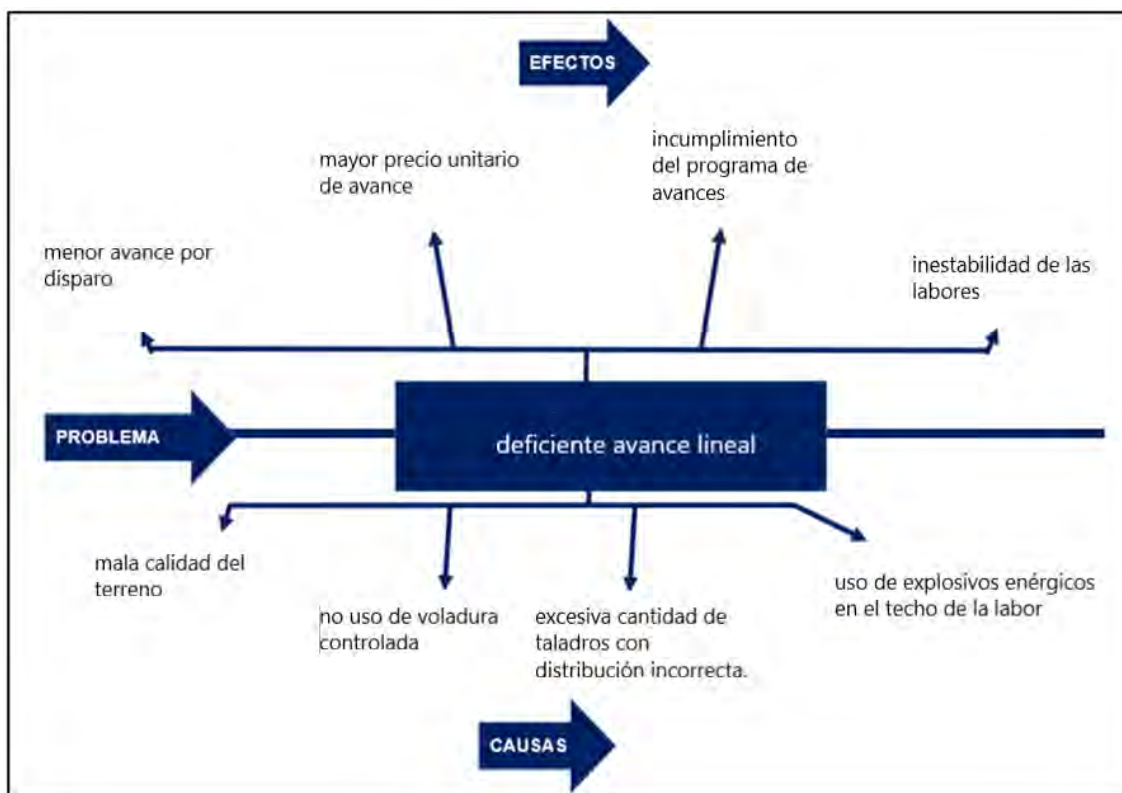 EFECTOS
mayor precio unitario
de avance
incumplimiento
del programa de
avances
menor avance por
disparo
inestabilidad de las
labores
PROBLEMA
deficiente avance lineal
mala calidad del
terreno
no uso de voladura
controlada
excesiva cantidad de
taladros con
distribución incorrecta.
uso de explosivos enérgicos
en el techo de la labor
CAUSAS